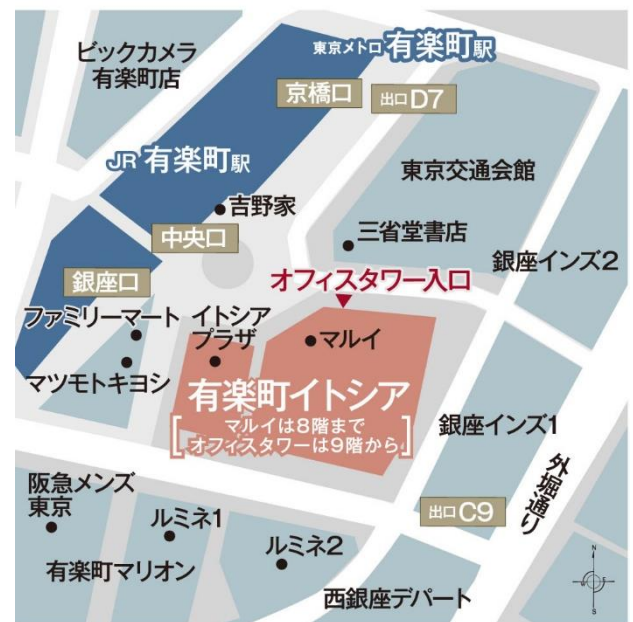 ビックカメラ
有楽町店
東京メトロ有楽町駅
京橋口
出口D7
JR有楽町駅
東京交通会館
吉野家
中央口
三省堂書店
銀座インズ2
銀座口
オフィスタワー入口
ファミリーマート
イトシア
プラザ
マルイ
マツモトキヨシ
有楽町イトシア
マルイは8階まで
オフィスタワーは9階から
銀座インズ1
外堀通り
阪急メンズ
東京
出口C9
ルミネ1
ルミネ2
有楽町マリオン
西銀座デパート
N
W
E
S